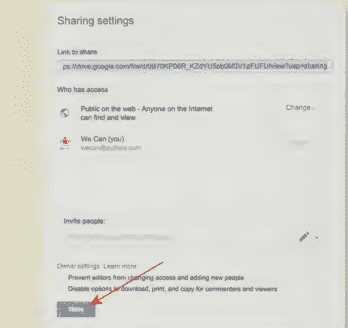 Sharing settings
Link to share
Who has access
Public on the web - Anyone on the Internet
can find and view
Change...
We Can (you)
Invite people:
Owner settings Learn more
Prevent editors from changing access and adding new people
Disable options to download, print, and copy for commenters and viewers